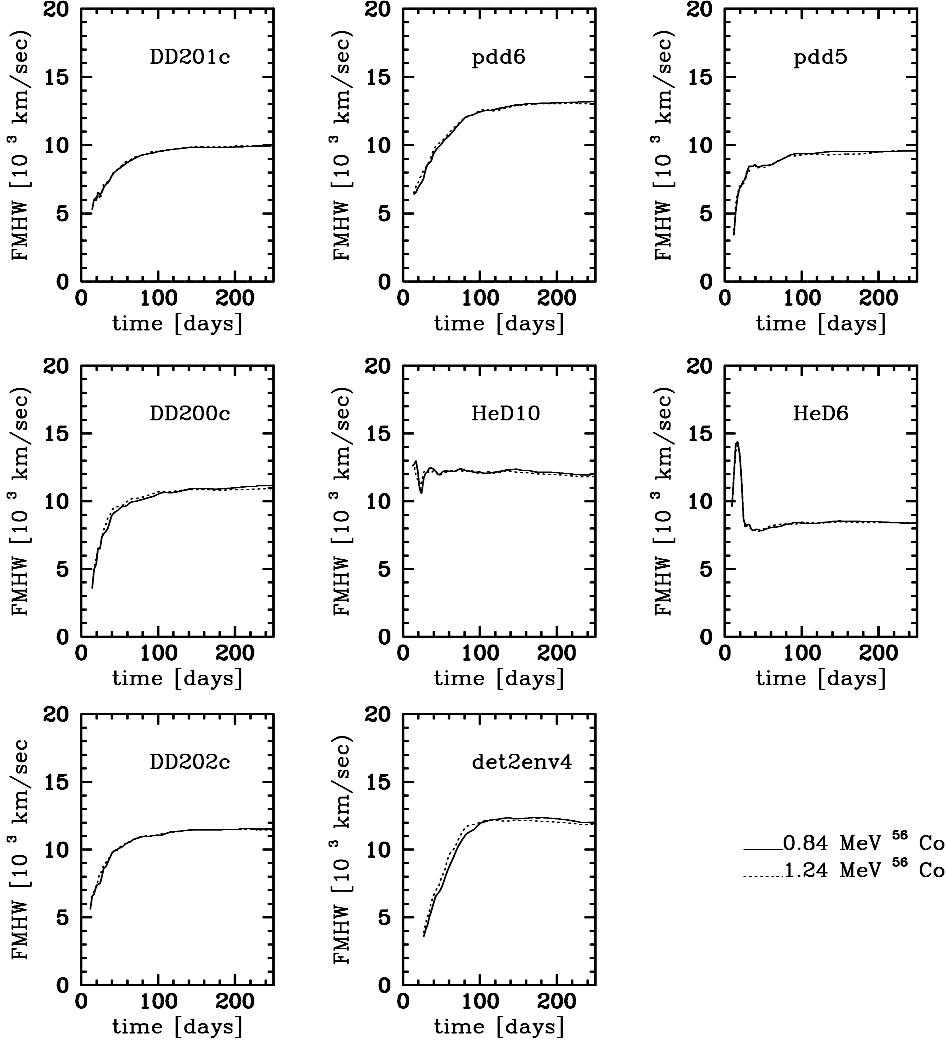 20
15
10
5
0
0 100 200
FMHW [10 3 km/sec]
time [days]
DD201c
20
15
10
5
0
0 100 200
FMHW [10 3 km/sec)
time [days]
pdd6
20
15
10
5
0
0 100 200
FMHW [10 3 km/sec)
time [days]
pdd5
20
15
10
5
0
0 100 200
FMHW [10 3 km/sec)
time [days]
DD200c
20
15
10
5
0
0 100 200
FMHW [10 3 km/sec)
time [days]
HeD10
20
15
10
5
0
0 100 200
FMHW [10 3 km/sec)
time [days]
HeD6
20
15
10
5
0
0 100 200
FMHW [10 3 km/sec
time [days]
DD202c
20
15
10
5
0
0 100 200
FMHW [10 3 km/sec)
time [days]
det2env4
0.84 MeV 56 Co
1.24 MeV 56 Co